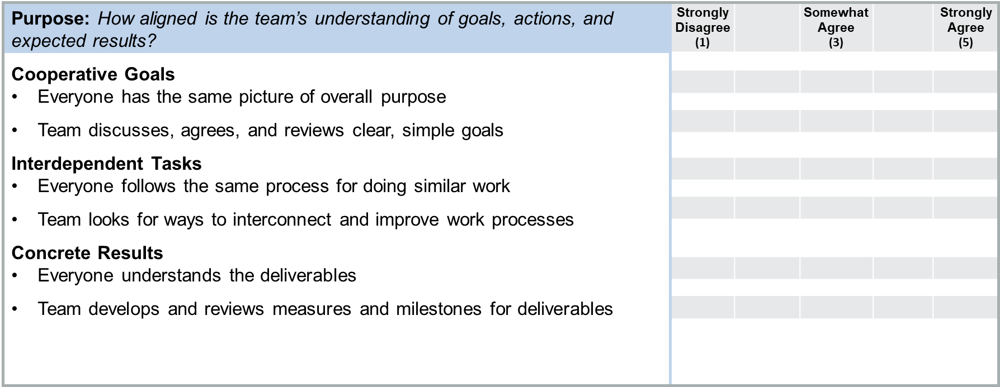 Purpose: How aligned is the team’s understanding of goals, actions, and
expected results?
Strongly
Disagree
(1)
Somewhat
Agree
(3)
Strongly
Agree
(5)
Cooperative Goals
• Everyone has the same picture of overall purpose
• Team discusses, agrees, and reviews clear, simple goals
Interdependent Tasks
• Everyone follows the same process for doing similar work
• Team looks for ways to interconnect and improve work processes
Concrete Results
• Everyone understands the deliverables
• Team develops and reviews measures and milestones for deliverables